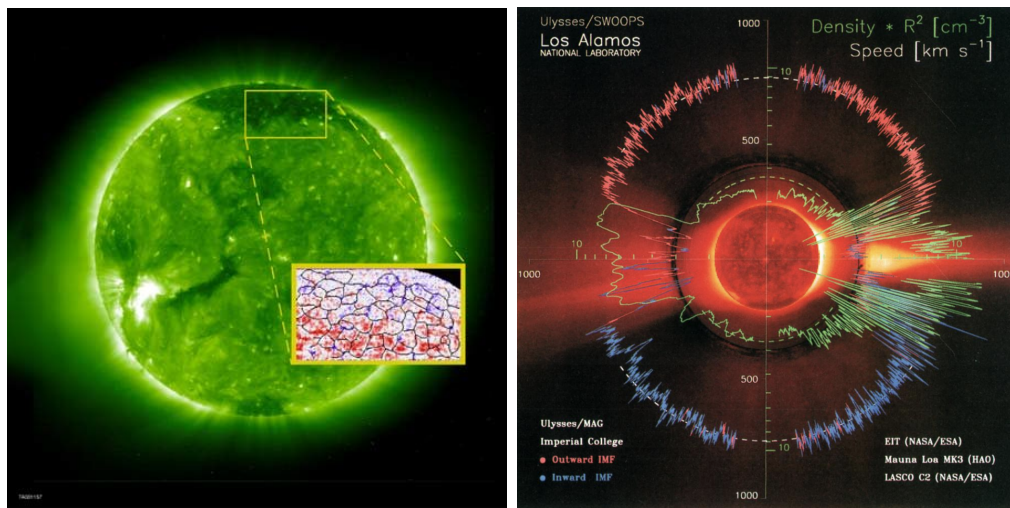 Ulysses/SWOOPS
Los Alamos
NATIONAL LABORATORY
Density * R² [cm⁻³]
Speed [km s⁻¹]
1000
10
500
10
10
1000
100
500
10
1000
Ulysses/MAG
Imperial College
Outward IMF
Inward IMF
EIT (NASA/ESA)
Mauna Loa MK3 (HAO)
LASCO C2 (NASA/ESA)